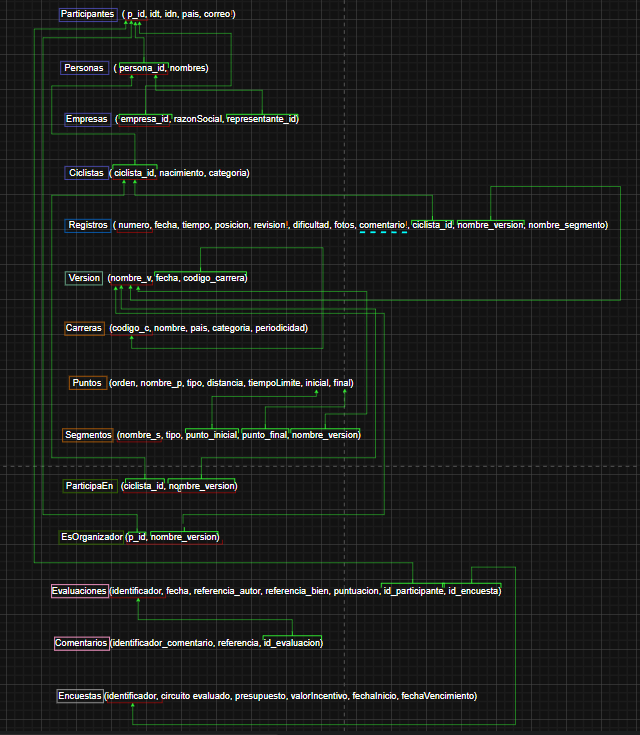 Participantes ( p_id, idt, idn, pais, correo!)
Personas ( persona_id, nombres)
Empresas ( empresa_id, razonSocial, representante_id)
Ciclistas ( ciclista_id, nacimiento, categoria)
Registros ( numero, fecha, tiempo, posicion, revision!, dificultad, fotos, comentario!, ciclista_id, nombre_version, nombre_segmento)
Version (nombre_v, fecha, codigo_carrera)
Carreras (codigo_c, nombre, pais, categoria, periodicidad)
Puntos (orden, nombre_p, tipo, distancia, tiempoLimite, inicial, final)
Segmentos (nombre_s, tipo, punto_inicial, punto_final, nombre_version)
ParticipaEn (ciclista_id, nombre_version)
EsOrganizador (p_id, nombre_version)
Evaluaciones (identificador, fecha, referencia_autor, referencia_bien, puntuacion, id_participante, id_encuesta)
Comentarios (identificador_comentario, referencia, id_evaluacion)
Encuestas (identificador, circuito evaluado, presupuesto, valorIncentivo, fechaInicio, fechaVencimiento)